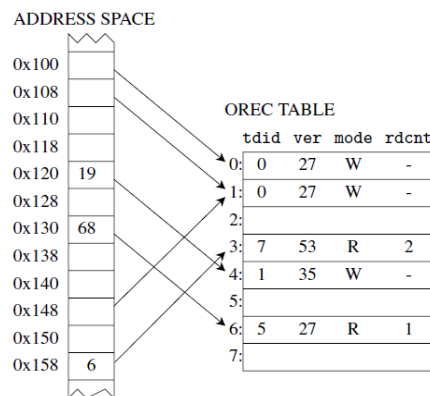 ADDRESS SPACE
0x100
0x108
0x110
0x118
0x120 19
0x128
0x130 68
0x138
0x140
0x148
0x150
0x158 6
OREC TABLE
tdid ver mode rdcnt
0: 0 27 W -
1: 0 27 W -
2:
3: 7 53 R 2
4: 1 35 W -
5:
6: 5 27 R 1
7: